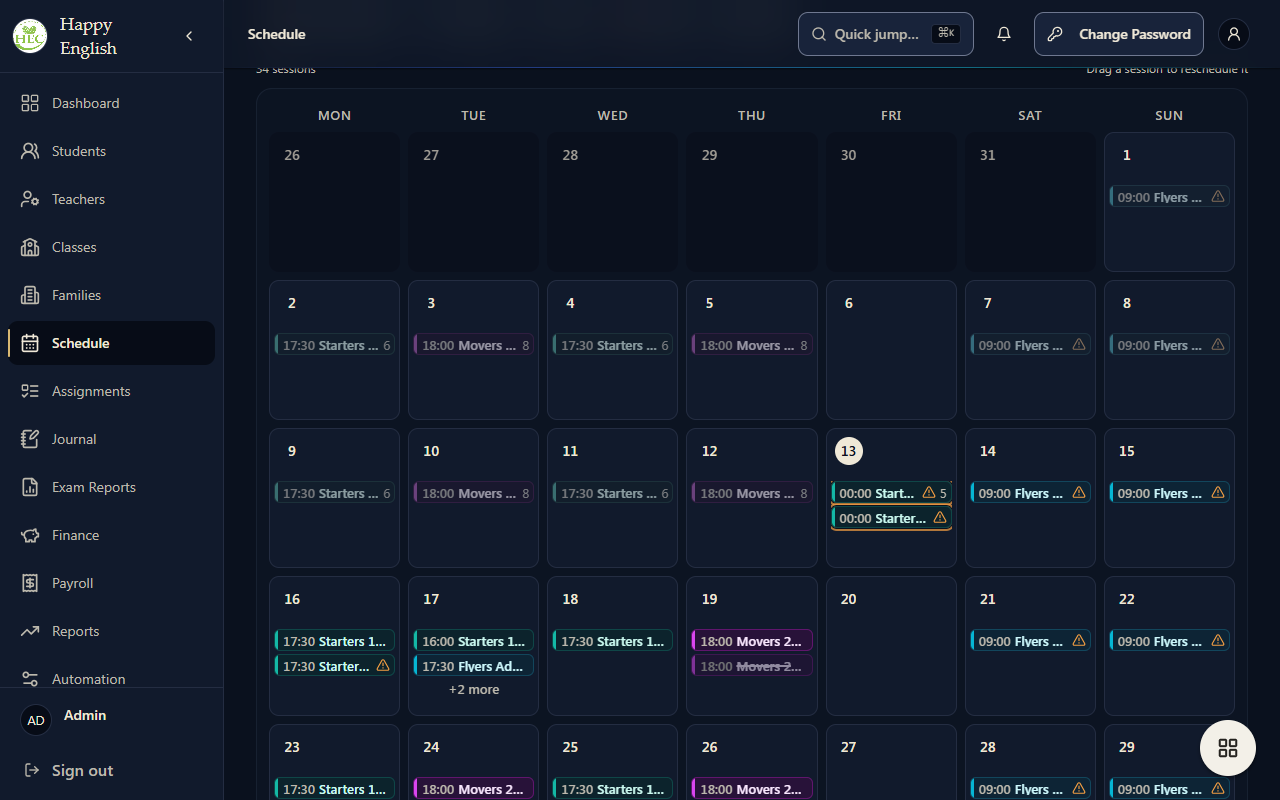 HEC
Happy
English
Dashboard
Students
Teachers
Classes
Families
Schedule
Assignments
Journal
Exam Reports
Finance
Payroll
Reports
Automation
AD
Admin
Sign out
Schedule
Quick jump...
⌘K
Change Password
34 sessions
Drag a session to reschedule it
MON TUE WED THU FRI SAT SUN
26 27 28 29 30 31 1
09:00 Flyers ...
2 3 4 5 6 7 8
17:30 Starters ... 6
18:00 Movers ... 8
17:30 Starters ... 6
18:00 Movers ... 8
09:00 Flyers ...
09:00 Flyers ...
9 10 11 12 13 14 15
17:30 Starters ... 6
18:00 Movers ... 8
17:30 Starters ... 6
18:00 Movers ... 8
00:00 Start... 5
00:00 Starter...
09:00 Flyers ...
09:00 Flyers ...
16 17 18 19 20 21 22
17:30 Starters 1...
17:30 Starter...
16:00 Starters 1...
17:30 Flyers Ad...
+2 more
17:30 Starters 1...
18:00 Movers 2...
18:00 Movers 2...
09:00 Flyers ...
09:00 Flyers ...
23 24 25 26 27 28 29
17:30 Starters 1...
18:00 Movers 2...
17:30 Starters 1...
18:00 Movers 2...
09:00 Flyers ...
09:00 Flyers ...